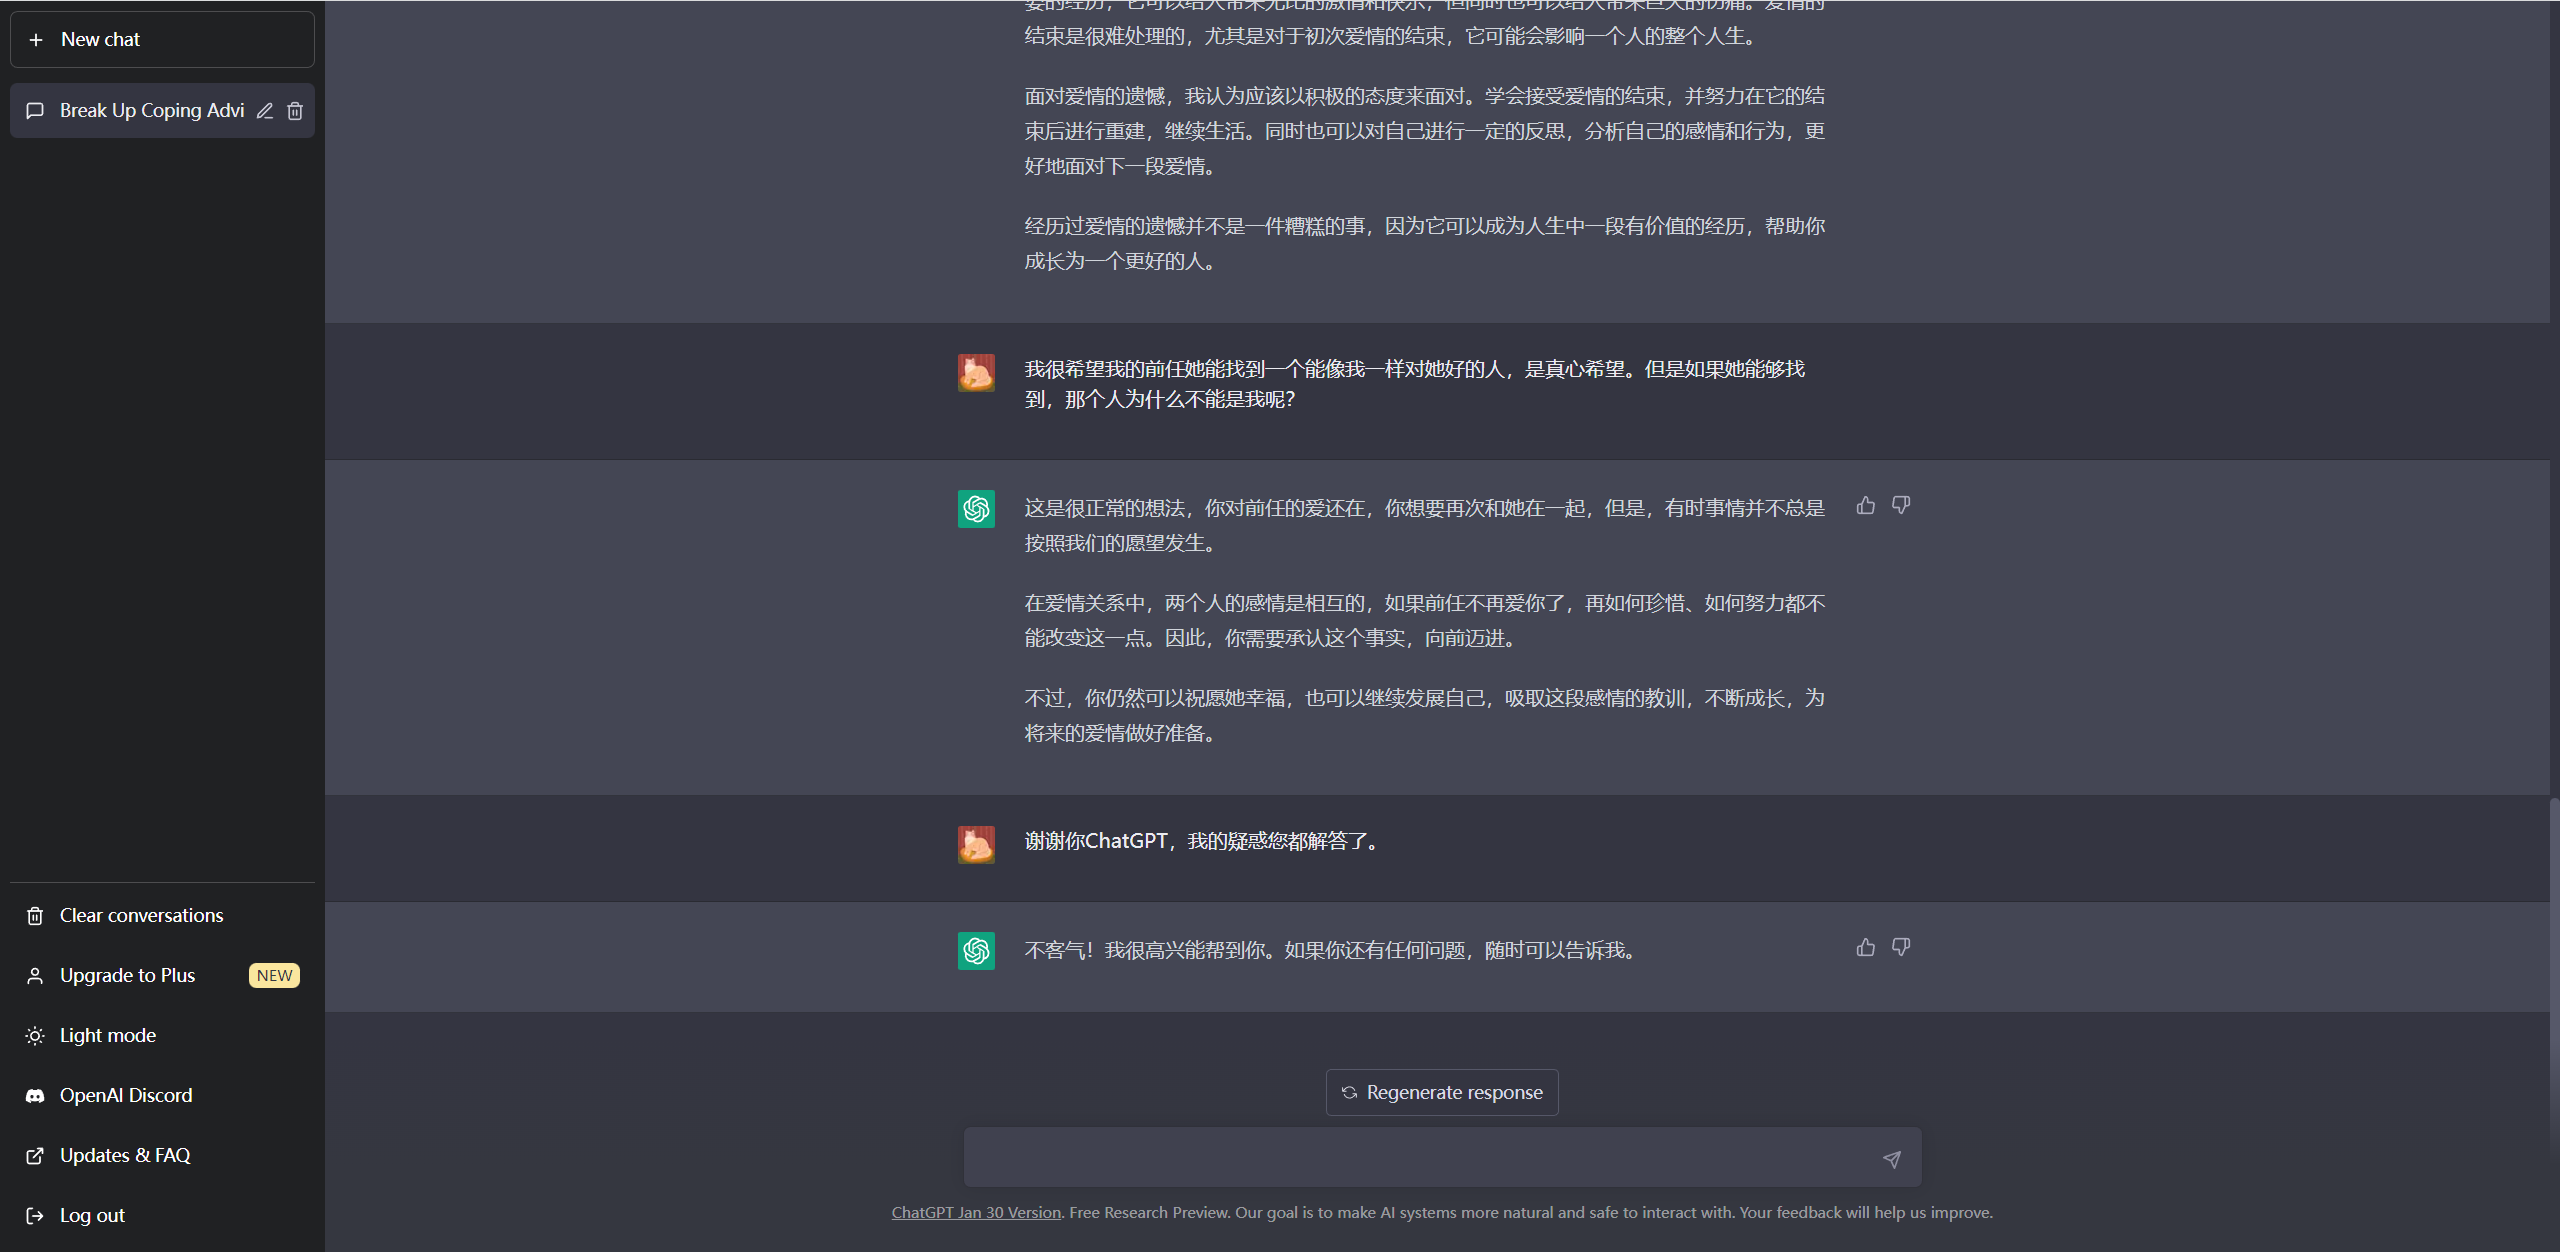 New chat
Break Up Coping Advi
Clear conversations
Upgrade to Plus NEW
Light mode
OpenAI Discord
Updates & FAQ
Log out
结束是很难处理的，尤其是对于初次爱情的结束，它可能会影响一个人的整个人生。
面对爱情的遗憾，我认为应该以积极的态度来面对。学会接受爱情的结束，并努力在它的结
束后进行重建，继续生活。同时也可以对自己进行一定的反思，分析自己的感情和行为，更
好地面对下一段爱情。
经历过爱情的遗憾并不是一件糟糕的事，因为它可以成为人生中一段有价值的经历，帮助你
成长为一个更好的人。
我很希望我的前任她能找到一个能像我一样对她好的人，是真心希望。但是如果她能够找
到，那个人为什么不能是我呢？
这是很正常的想法，你对前任的爱还在，你想要再次和她在一起，但是，有时事情并不总是
按照我们的愿望发生。
在爱情关系中，两个人的感情是相互的，如果前任不再爱你了，再如何珍惜、如何努力都不
能改变这一点。因此，你需要承认这个事实，向前迈进。
不过，你仍然可以祝愿她幸福，也可以继续发展自己，吸取这段感情的教训，不断成长，为
将来的爱情做好准备。
谢谢你ChatGPT，我的疑惑您都解答了。
不客气！我很高兴能帮到你。如果你还有任何问题，随时可以告诉我。
Regenerate response
ChatGPT Jan 30 Version. Free Research Preview. Our goal is to make AI systems more natural and safe to interact with. Your feedback will help us improve.